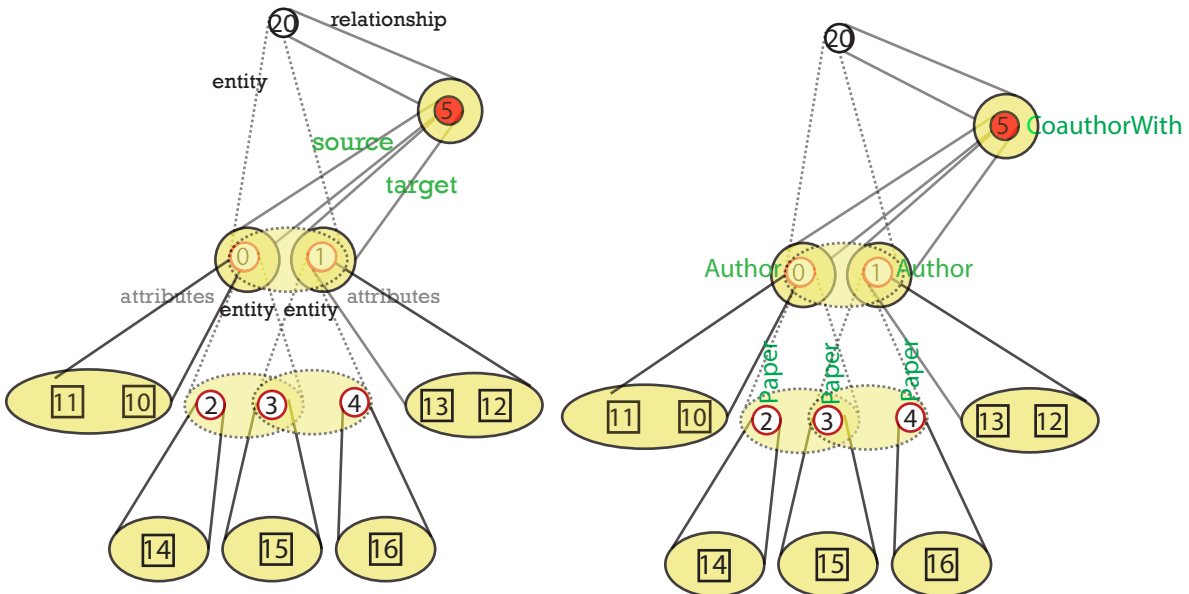 20
relationship
entity
5
source
target
0
1
attributes
entity
entity
attributes
11
10
2
3
4
13
12
14
15
16
20
5
CoauthorWith
Author
0
1
Author
Paper
Paper
Paper
11
10
2
3
4
13
12
14
15
16